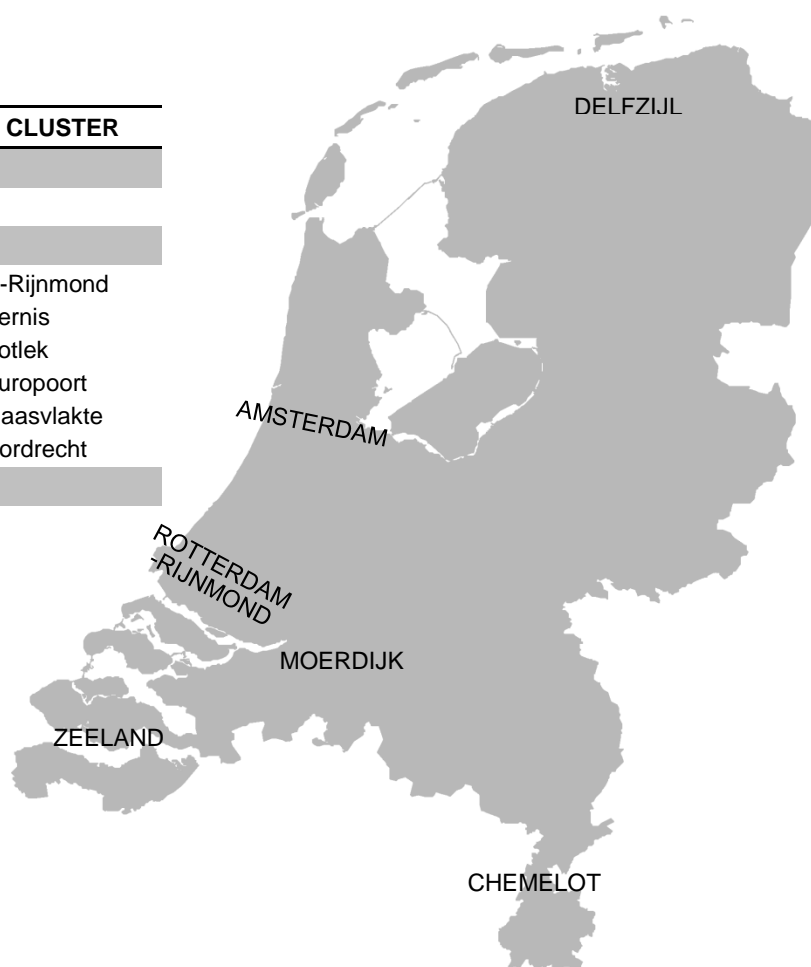 CLUSTER
-Rijnmond
ernis
otlek
uropoort
aasvlakte
ordrecht
DELFZIJL
AMSTERDAM
ROTTERDAM
-RIJNMOND
MOERDIJK
ZEELAND
CHEMELOT